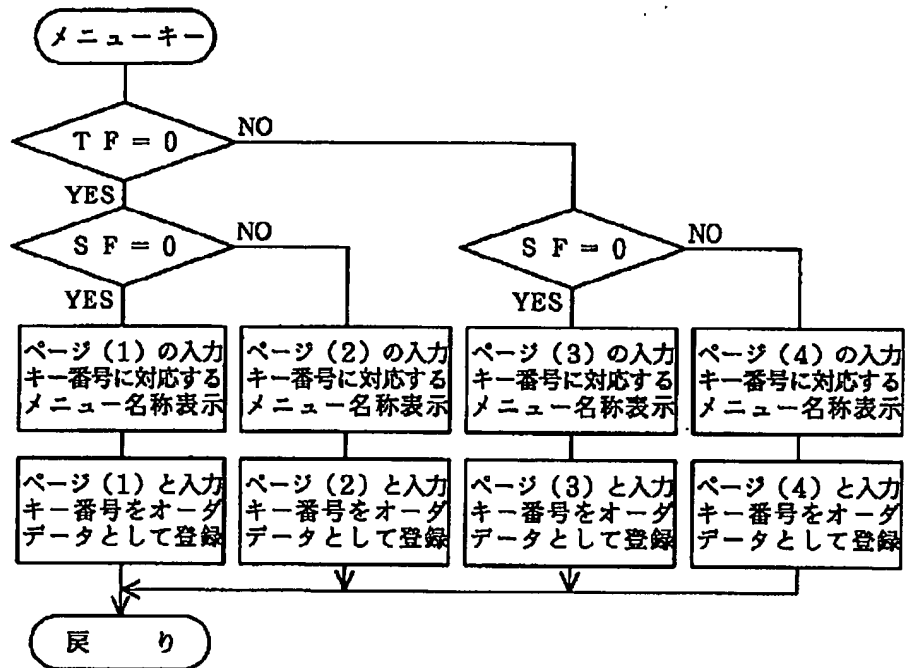 メニューキー
TF=0
NO
YES
SF=0
NO
SF=0
NO
YES
YES
ページ(1)の入力
キー番号に対応する
メニュー名称表示
ページ(2)の入力
キー番号に対応する
メニュー名称表示
ページ(3)の入力
キー番号に対応する
メニュー名称表示
ページ(4)の入力
キー番号に対応する
メニュー名称表示
ページ(1)と入力
キー番号をオーダ
データとして登録
ページ(2)と入力
キー番号をオーダ
データとして登録
ページ(3)と入力
キー番号をオーダ
データとして登録
ページ(4)と入力
キー番号をオーダ
データとして登録
戻り